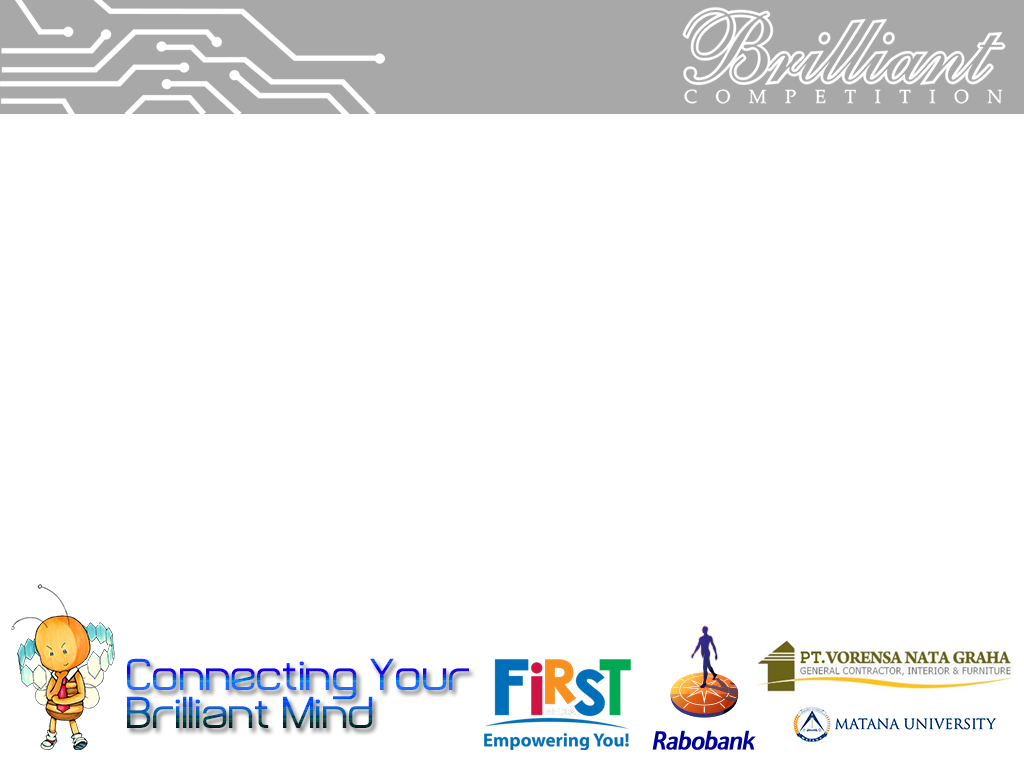 Brilliant
COMPETITION
Connecting Your
Brilliant Mind
FiRST
Empowering You!
Rabobank
PT.VORENSA NATA GRAHA
GENERAL CONTRACTOR, INTERIOR & FURNITURE
MATANA UNIVERSITY